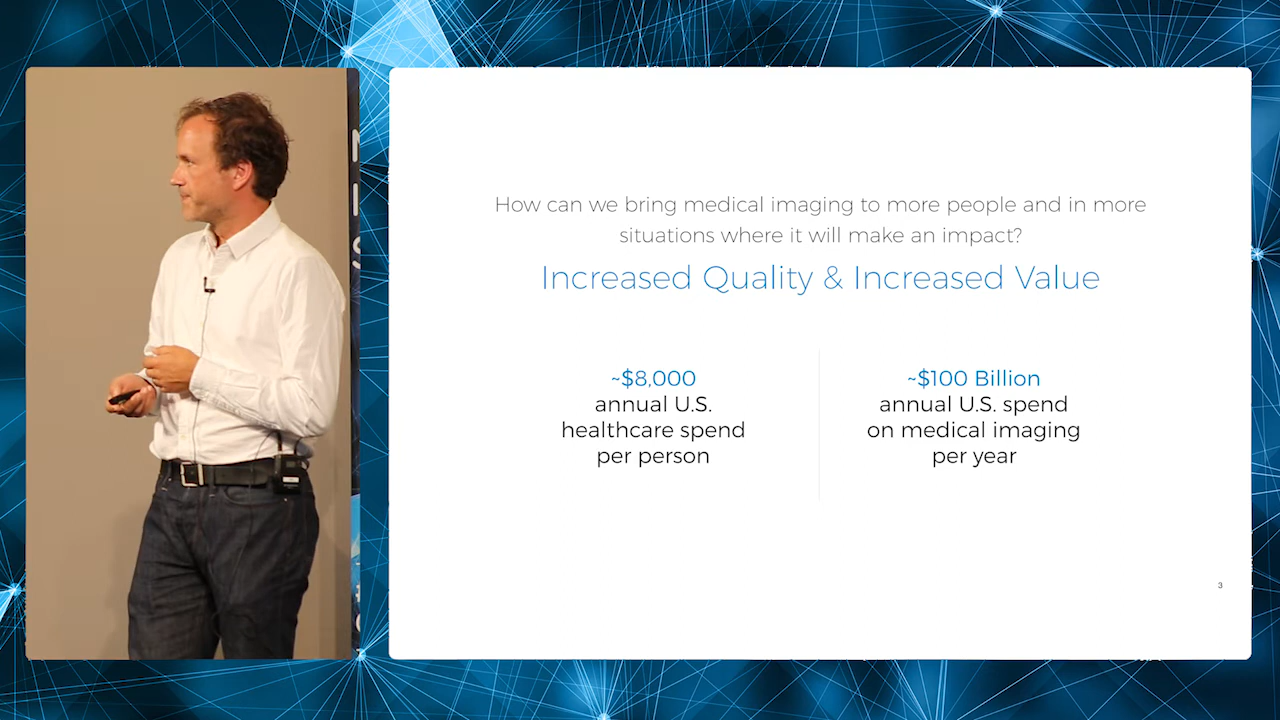 How can we bring medical imaging to more people and in more
situations where it will make an impact?
Increased Quality & Increased Value
~$8,000
annual U.S.
healthcare spend
per person
~$100 Billion
annual U.S. spend
on medical imaging
per year
3